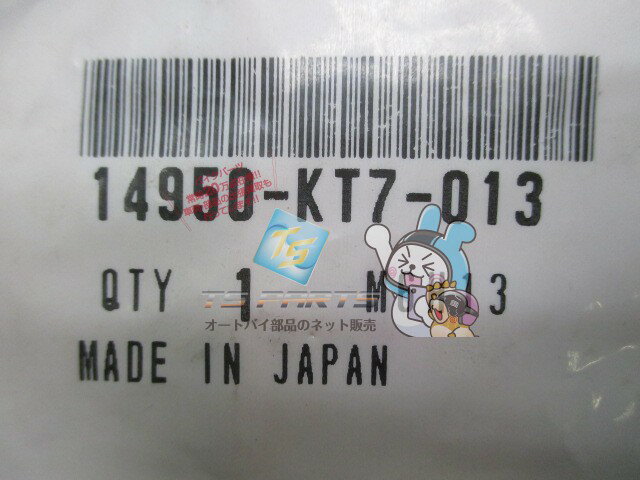 14950-KT7-013
TS
QTY 1
TS PARTS
オートバイ部品のネット販売
MADE IN JAPAN